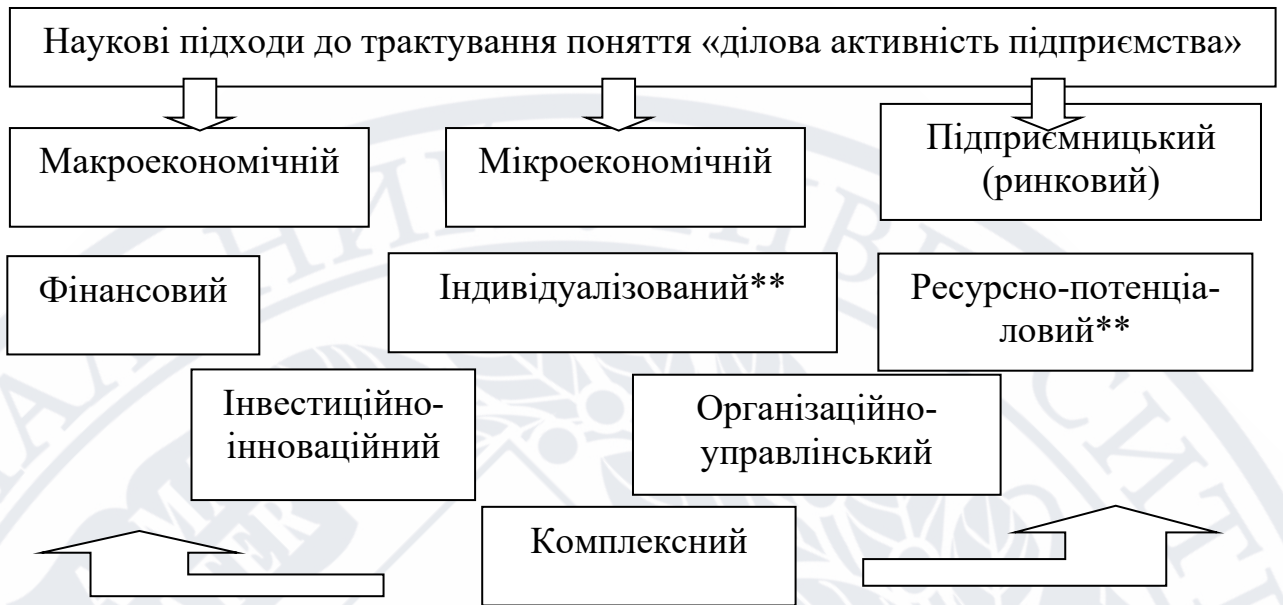 Наукові підходи до трактування поняття «ділова активність підприємства»
Макроекономічній
Мікроекономічній
Підприємницький
(ринковий)
Фінансовий
Індивідуалізований**
Ресурсно-потенціа-
ловий**
Інвестиційно-
інноваційний
Організаційно-
управлінський
Комплексний